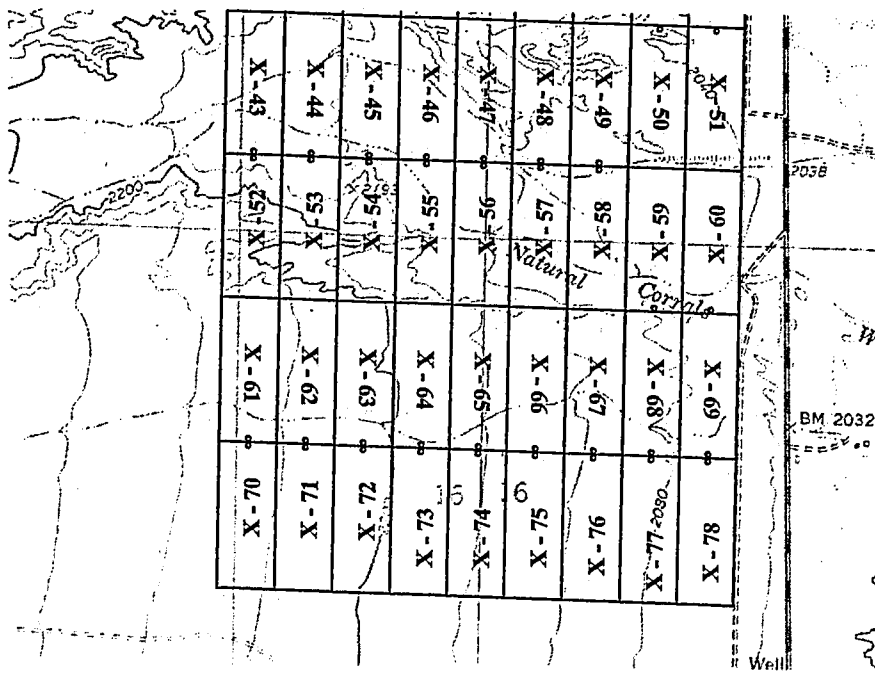 X - 43
X - 44
X - 45
X - 46
X - 47
X - 48
X - 49
X - 50
X - 51
2038
2200
X - 52
X - 53
X - 54
X - 55
X - 56
X - 57
X - 58
X - 59
X - 60
Natural
Corrals
X - 61
X - 62
X - 63
X - 64
X - 65
X - 66
X - 67
X - 68
X - 69
BM 2032
X - 70
X - 71
X - 72
X - 73
X - 74
X - 75
X - 76
X - 77
2080
X - 78
Well